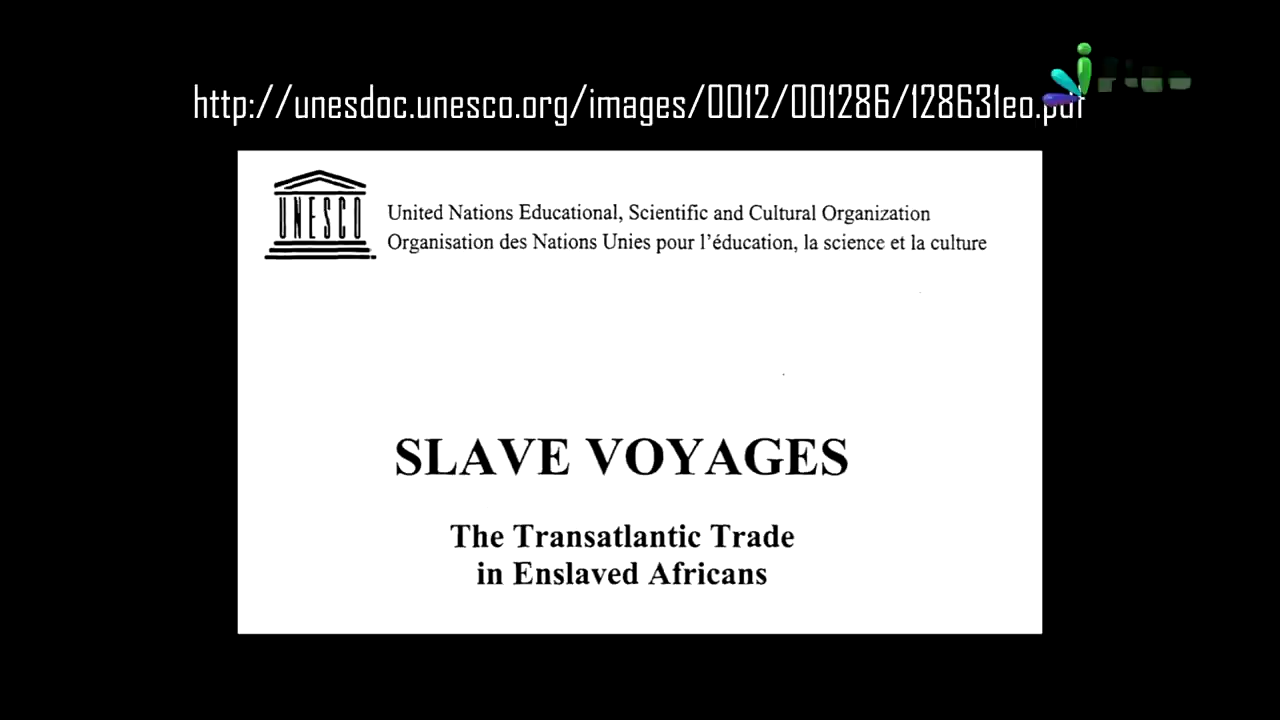 http://unesdoc.unesco.org/images/0012/001286/128631eo.pdf
UNESCO
United Nations Educational, Scientific and Cultural Organization
Organisation des Nations Unies pour l'éducation, la science et la culture
SLAVE VOYAGES
The Transatlantic Trade
in Enslaved Africans